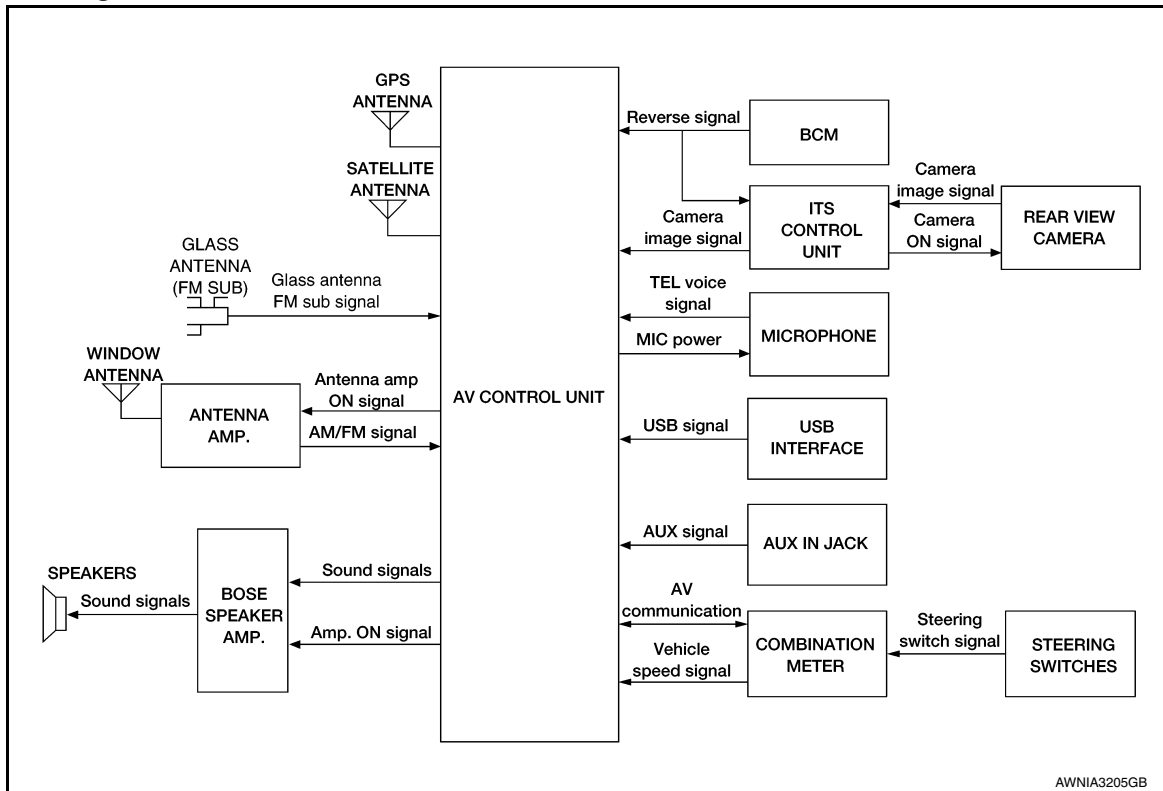 GPS
ANTENNA
SATELLITE
ANTENNA
GLASS
ANTENNA
(FM SUB)
Glass antenna
FM sub signal
WINDOW
ANTENNA
ANTENNA
AMP.
Antenna amp
ON signal
AM/FM signal
SPEAKERS
Sound signals
BOSE
SPEAKER
AMP.
Sound signals
Amp. ON signal
AV CONTROL UNIT
Reverse signal
BCM
Camera
image signal
ITS
CONTROL
UNIT
Camera
image signal
Camera
ON signal
REAR VIEW
CAMERA
TEL voice
signal
MIC power
MICROPHONE
USB signal
USB
INTERFACE
AUX signal
AUX IN JACK
AV
communication
Vehicle
speed signal
COMBINATION
METER
Steering
switch signal
STEERING
SWITCHES
AWNIA3205GB